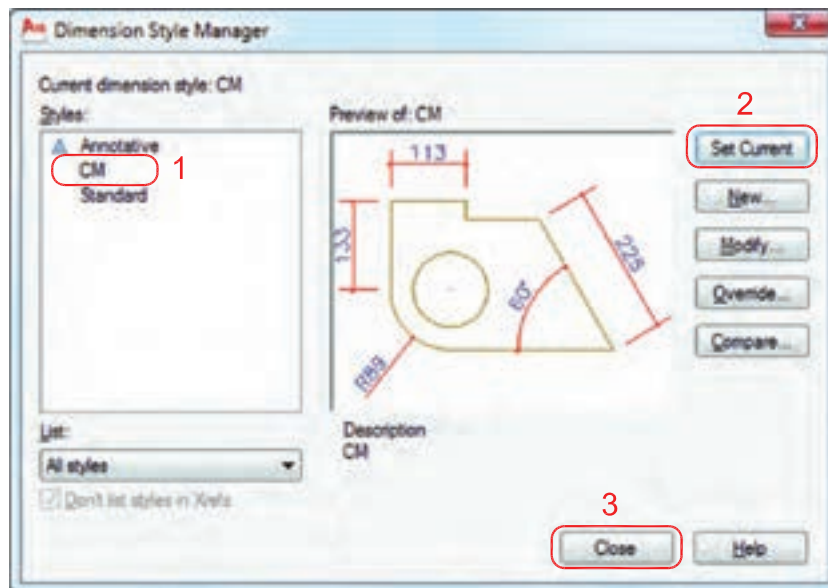 Dimension Style Manager
Current dimension style: CM
Styles:
Annotative
CM
Standard
1
Preview of: CM
113
133
225
60°
R89
2
Set Current
New...
Modify...
Override...
Compare...
List:
All styles
Don't list styles in Xrefs
Description
CM
3
Close
Help